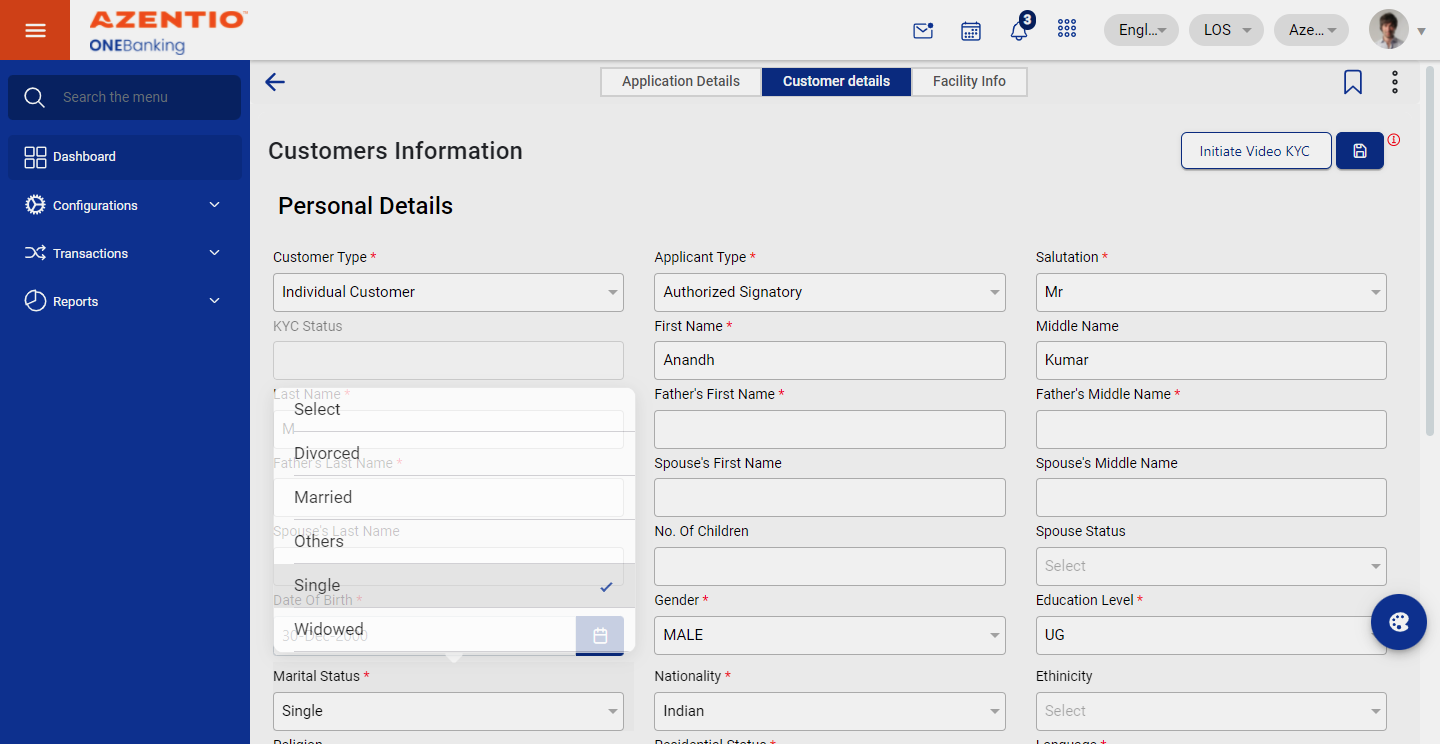 AZENTIO™
ONEBanking
3
Engl...
LOS
Aze...
Search the menu
Dashboard
Configurations
Transactions
Reports
Application Details
Customer details
Facility Info
Customers Information
Initiate Video KYC
Personal Details
Customer Type *
Applicant Type *
Salutation *
Individual Customer
Authorized Signatory
Mr
KYC Status
First Name *
Middle Name
Anandh
Kumar
Last Name *
Father's First Name *
Father's Middle Name *
Select
M
Divorced
Father's Last Name *
Spouse's First Name
Spouse's Middle Name
Married
Spouse's Last Name
No. Of Children
Spouse Status
Others
Select
Single
Date Of Birth *
Gender *
Education Level *
Widowed
30-Dec-2000
MALE
UG
Marital Status *
Nationality *
Ethnicity
Single
Indian
Select
Religion
Residential Status *
Language *